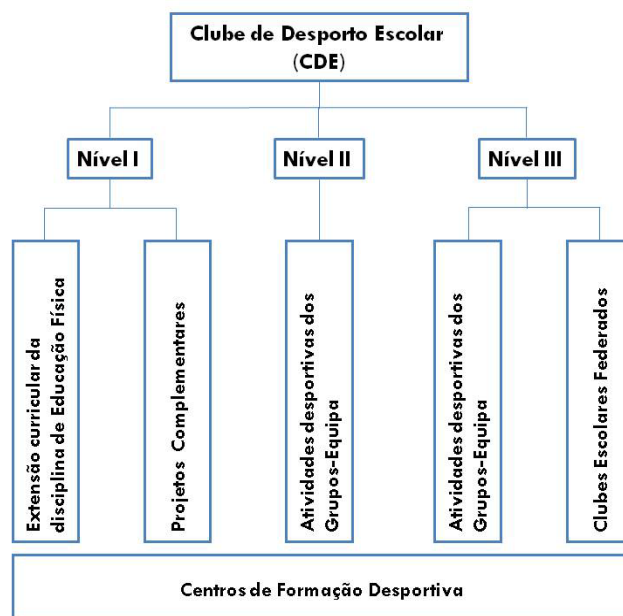 Clube de Desporto Escolar
(CDE)
Nível I
Nível II
Nível III
Extensão curricular da
disciplina de Educação Física
Projetos Complementares
Atividades desportivas dos
Grupos-Equipa
Atividades desportivas dos
Grupos-Equipa
Clubes Escolares Federados
Centros de Formação Desportiva